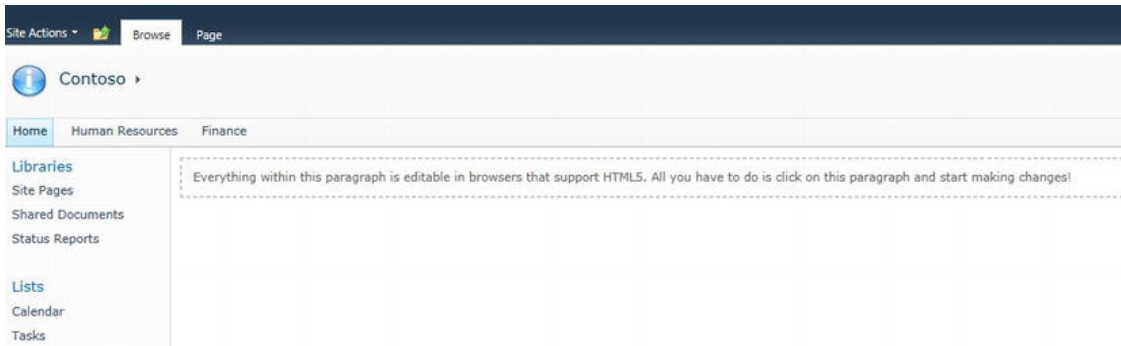 Site Actions Browse Page
Contoso
Home Human Resources Finance
Libraries
Site Pages
Shared Documents
Status Reports
Lists
Calendar
Tasks
Everything within this paragraph is editable in browsers that support HTML5. All you have to do is click on this paragraph and start making changes!